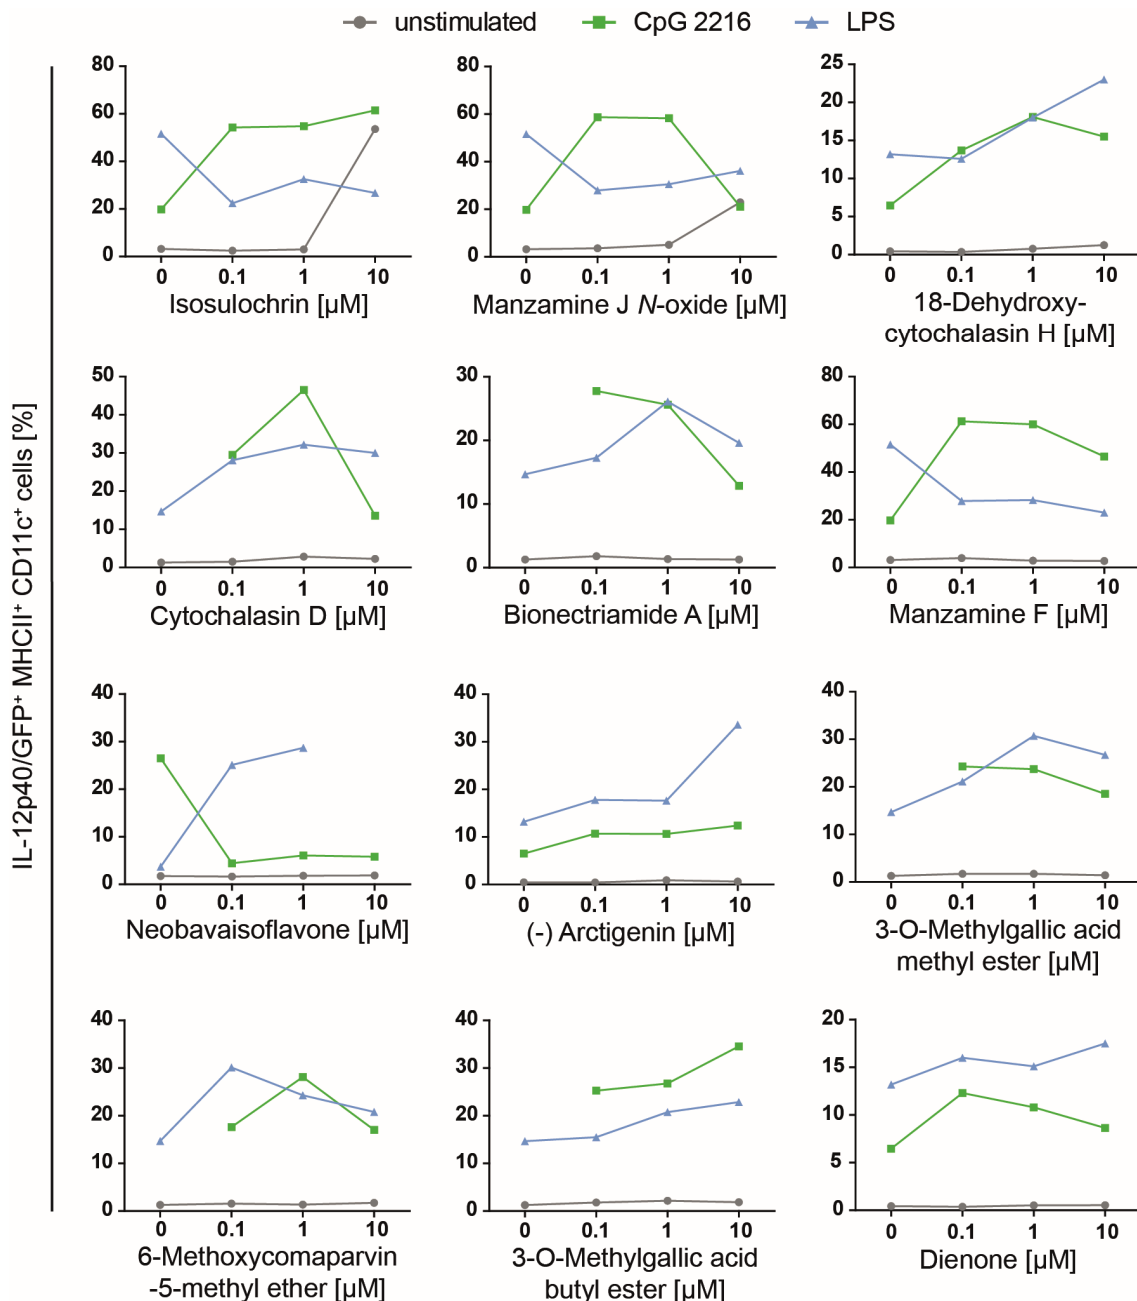 unstimulated CpG 2216 LPS
IL-12p40/GFP⁺ MHCII⁺ CD11c⁺ cells [%]
80
60
40
20
0
0 0.1 1 10
Isosulochrin [µM]
80
60
40
20
0
0 0.1 1 10
Manzamine J N-oxide [µM]
25
20
15
10
5
0
0 0.1 1 10
18-Dehydroxy-
cytochalasin H [µM]
50
40
30
20
10
0
0 0.1 1 10
Cytochalasin D [µM]
30
20
10
0
0 0.1 1 10
Bionectriamide A [µM]
80
60
40
20
0
0 0.1 1 10
Manzamine F [µM]
40
30
20
10
0
0 0.1 1 10
Neobavaisoflavone [µM]
40
30
20
10
0
0 0.1 1 10
(-) Arctigenin [µM]
40
30
20
10
0
0 0.1 1 10
3-O-Methylgallic acid
methyl ester [µM]
40
30
20
10
0
0 0.1 1 10
6-Methoxycomaparvin
-5-methyl ether [µM]
40
30
20
10
0
0 0.1 1 10
3-O-Methylgallic acid
butyl ester [µM]
20
15
10
5
0
0 0.1 1 10
Dienone [µM]